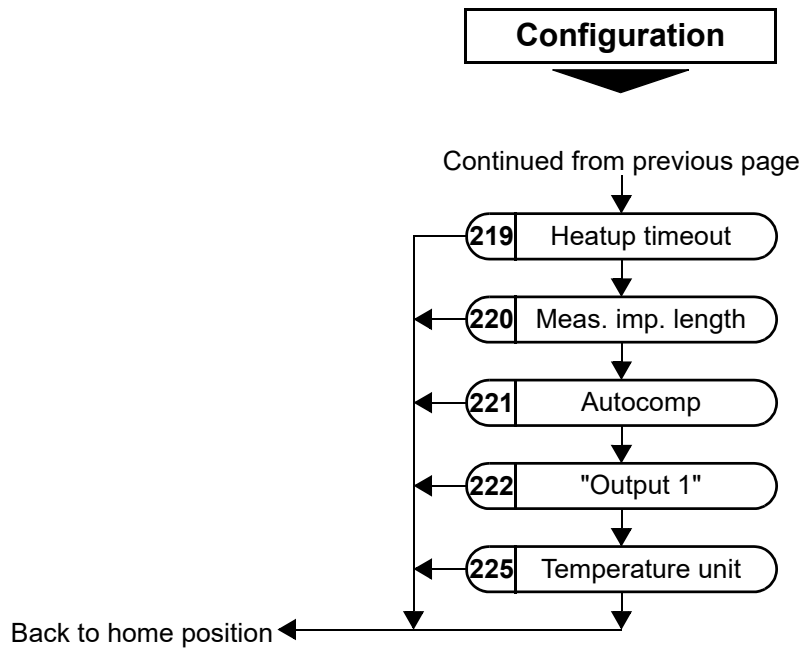 Configuration
Continued from previous page
219 Heatup timeout
220 Meas. imp. length
221 Autocomp
222 "Output 1"
225 Temperature unit
Back to home position